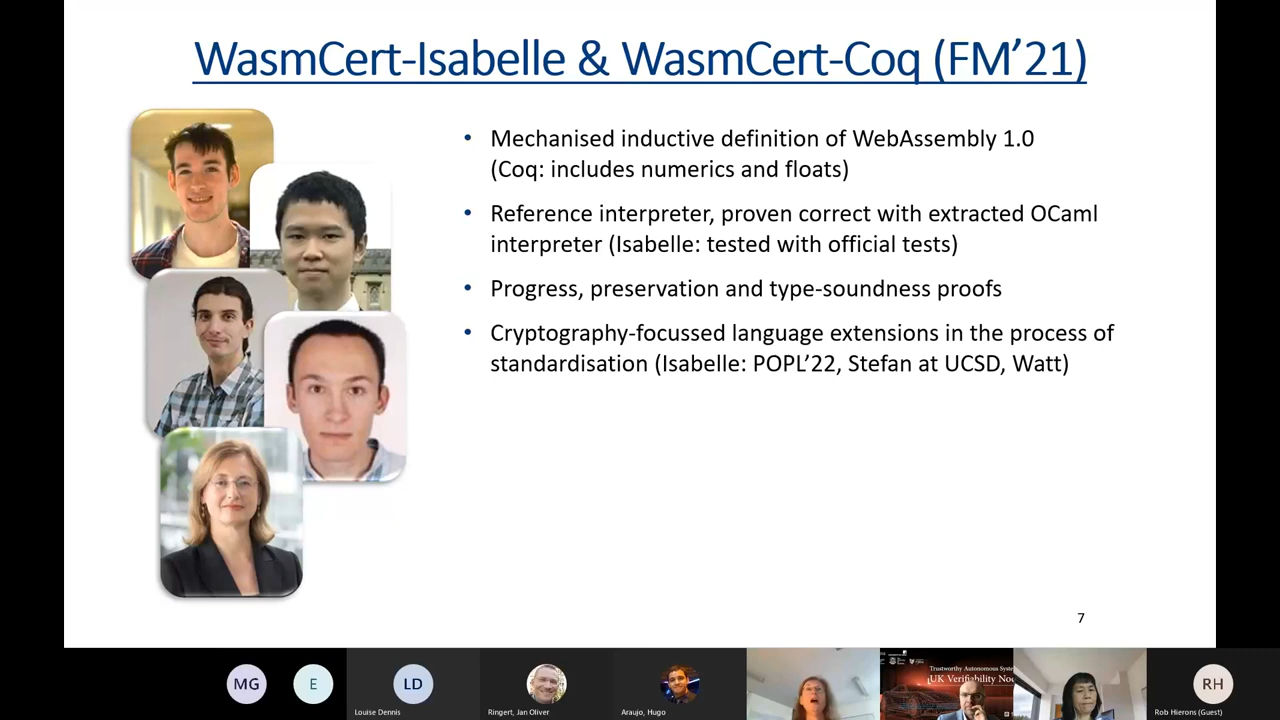 WasmCert-Isabelle & WasmCert-Coq (FM’21)
• Mechanised inductive definition of WebAssembly 1.0
(Coq: includes numerics and floats)
• Reference interpreter, proven correct with extracted OCaml
interpreter (Isabelle: tested with official tests)
• Progress, preservation and type-soundness proofs
• Cryptography-focussed language extensions in the process of
standardisation (Isabelle: POPL’22, Stefan at UCSD, Watt)
7
MG
E
LD
Louise Dennis
Ringert, Jan Oliver
Araujo, Hugo
Trustworthy Autonomous
UK Verifiability
RH
Rob Hierons (Guest)